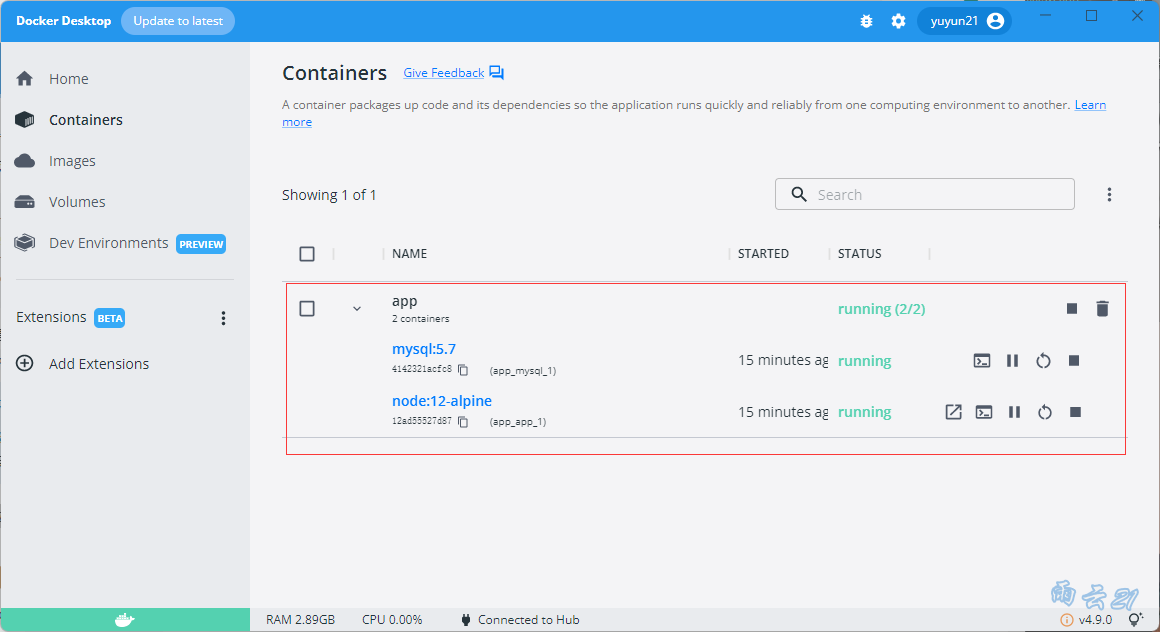 Docker Desktop Update to latest yuyun21
Home
Containers
Images
Volumes
Dev Environments PREVIEW
Extensions BETA
Add Extensions
Containers Give Feedback
A container packages up code and its dependencies so the application runs quickly and reliably from one computing environment to another. Learn
more
Showing 1 of 1 Search
NAME STARTED STATUS
app running (2/2)
2 containers
mysql:5.7 15 minutes ag running
4142321acfc8 (app_mysql_1)
node:12-alpine 15 minutes ag running
12ad55527d87 (app_app_1)
雨云21
RAM 2.89GB CPU 0.00% Connected to Hub v4.9.0